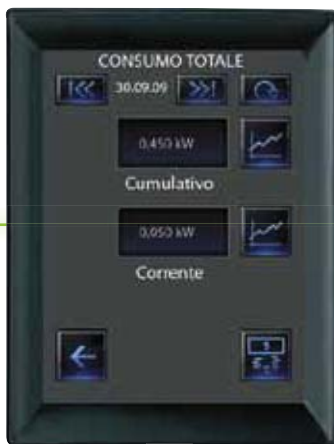 CONSUMO TOTALE
30.09.09
0,450 kW
Cumulativo
0,050 kW
Corrente